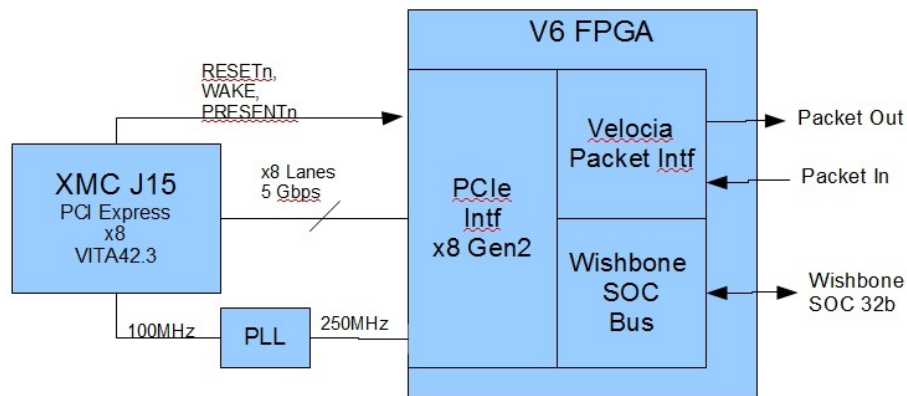 V6 FPGA
RESETn,
WAKE,
PRESENTn
Velocia
Packet Intf
Packet Out
Packet In
XMC J15
PCI Express
x8
VITA42.3
x8 Lanes
5 Gbps
PCIe
Intf
x8 Gen2
Wishbone
SOC
Bus
Wishbone
SOC 32b
100MHz
PLL
250MHz